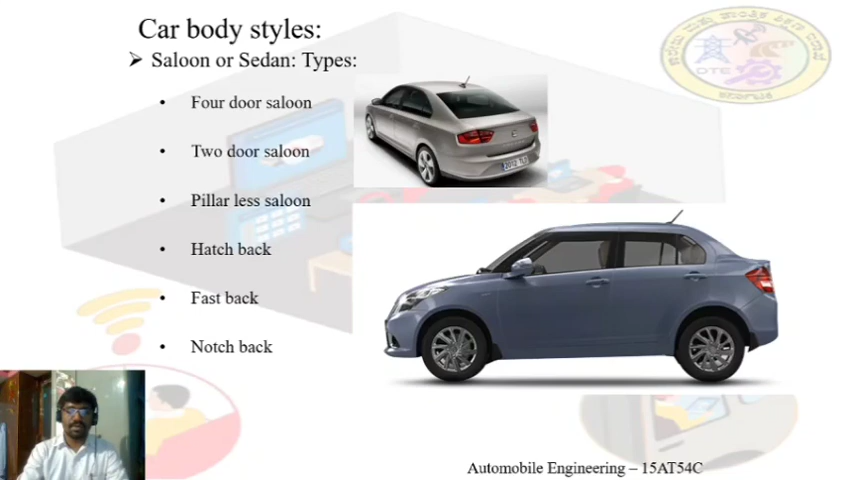 Car body styles:
➢ Saloon or Sedan: Types:
• Four door saloon
• Two door saloon
• Pillar less saloon
• Hatch back
• Fast back
• Notch back
DTE
Automobile Engineering – 15AT54C